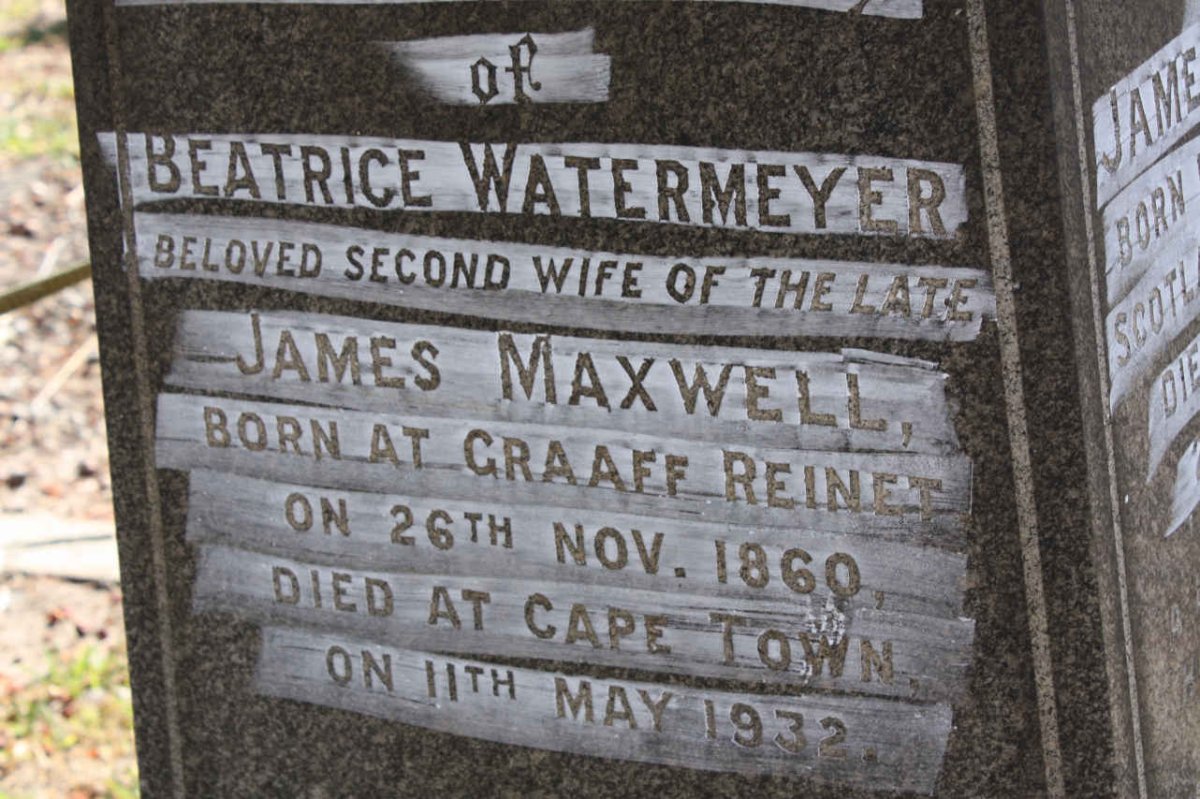 of
BEATRICE WATERMEYER
BELOVED SECOND WIFE OF THE LATE
JAMES MAXWELL,
BORN AT GRAAFF REINET
ON 26TH NOV. 1860,
DIED AT CAPE TOWN,
ON 11TH MAY 1932.
BORN